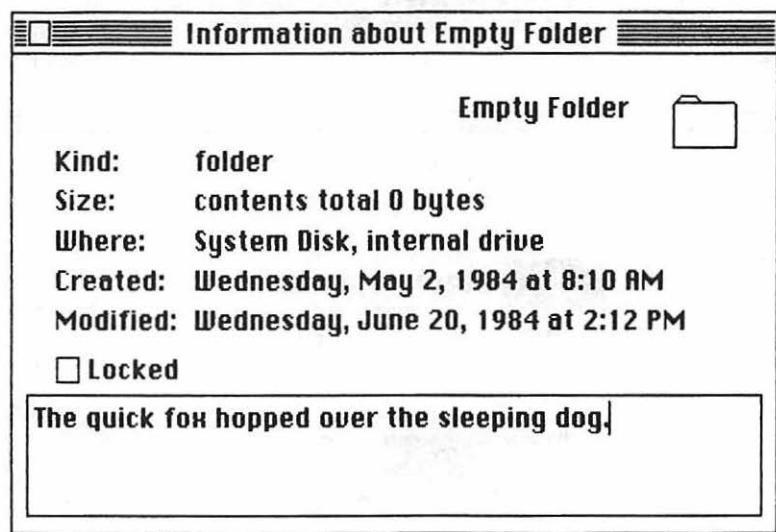 Information about Empty Folder
Empty Folder
Kind: folder
Size: contents total 0 bytes
Where: System Disk, internal drive
Created: Wednesday, May 2, 1984 at 8:10 AM
Modified: Wednesday, June 20, 1984 at 2:12 PM
Locked
The quick fox hopped over the sleeping dog.